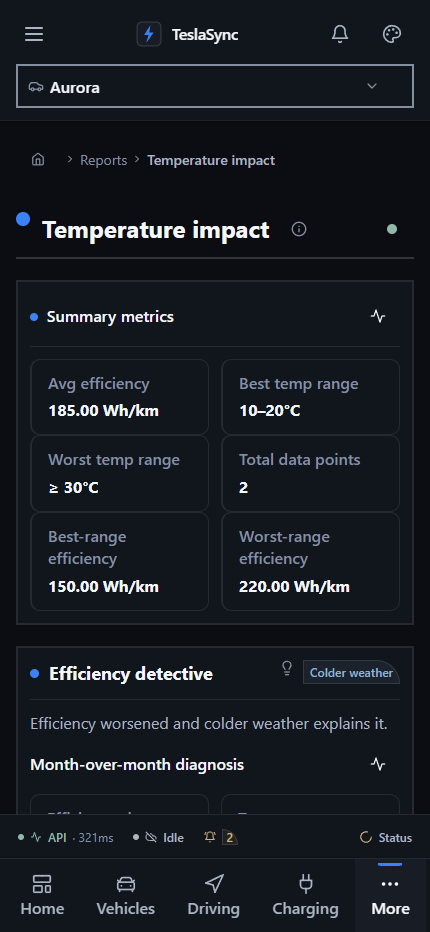 TeslaSync
Aurora
Reports
Temperature impact
Temperature impact
Summary metrics
Avg efficiency
185.00 Wh/km
Best temp range
10–20°C
Worst temp range
≥ 30°C
Total data points
2
Best-range
efficiency
150.00 Wh/km
Worst-range
efficiency
220.00 Wh/km
Efficiency detective
Colder weather
Efficiency worsened and colder weather explains it.
Month-over-month diagnosis
API · 321ms
Idle
2
Status
Home
Vehicles
Driving
Charging
More